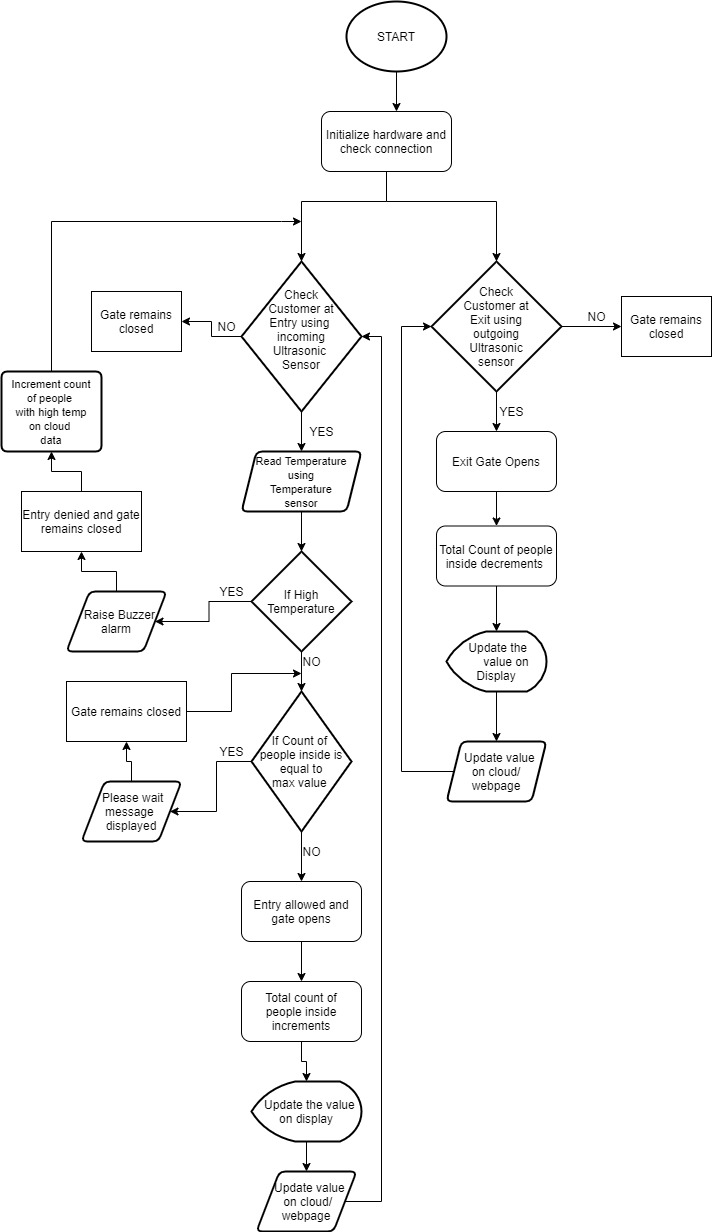 START
Initialize hardware and
check connection
Check
Customer at
Entry using
incoming
Ultrasonic
Sensor
NO
Gate remains
closed
YES
Check
Customer at
Exit using
outgoing
Ultrasonic
sensor
NO
Gate remains
closed
YES
Increment count
of people
with high temp
on cloud
data
Read Temperature
using
Temperature
sensor
Exit Gate Opens
Entry denied and gate
remains closed
Total Count of people
inside decrements
If High
Temperature
YES
Raise Buzzer
alarm
NO
Update the
value on
Display
Gate remains closed
If Count of
people inside is
equal to
max value
YES
Please wait
message
displayed
Update value
on cloud/
webpage
NO
Entry allowed and
gate opens
Total count of
people inside
increments
Update the value
on display
Update value
on cloud/
webpage